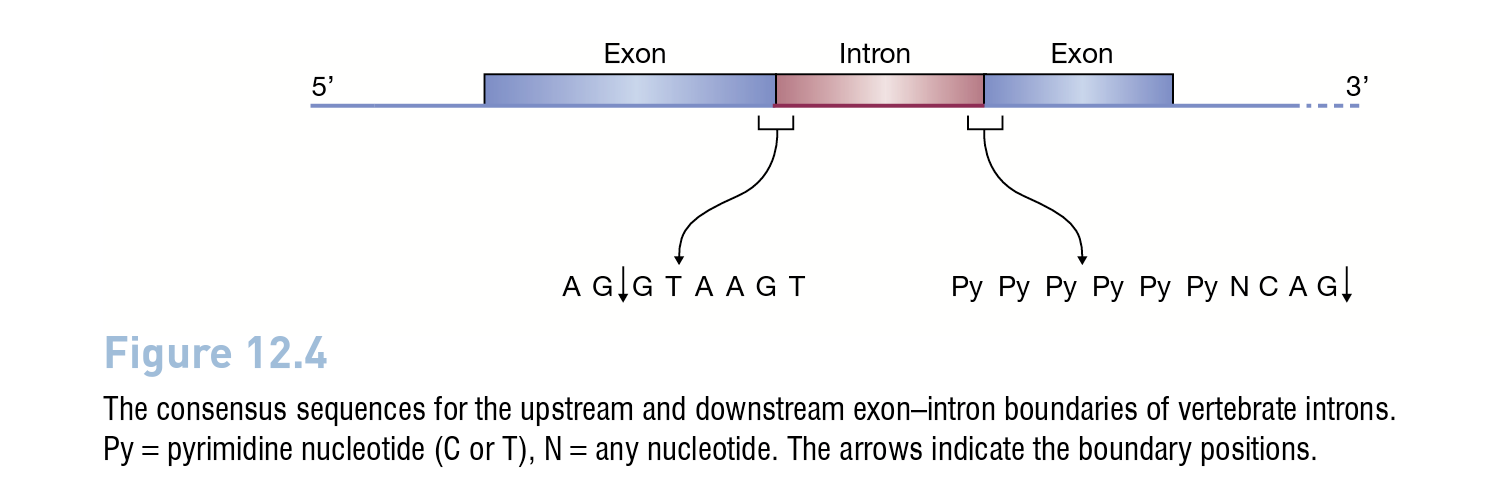 Exon Intron Exon
5’ 3’
A G G T A A G T Py Py Py Py Py Py N C A G
Figure 12.4
The consensus sequences for the upstream and downstream exon–intron boundaries of vertebrate introns.
Py = pyrimidine nucleotide (C or T), N = any nucleotide. The arrows indicate the boundary positions.